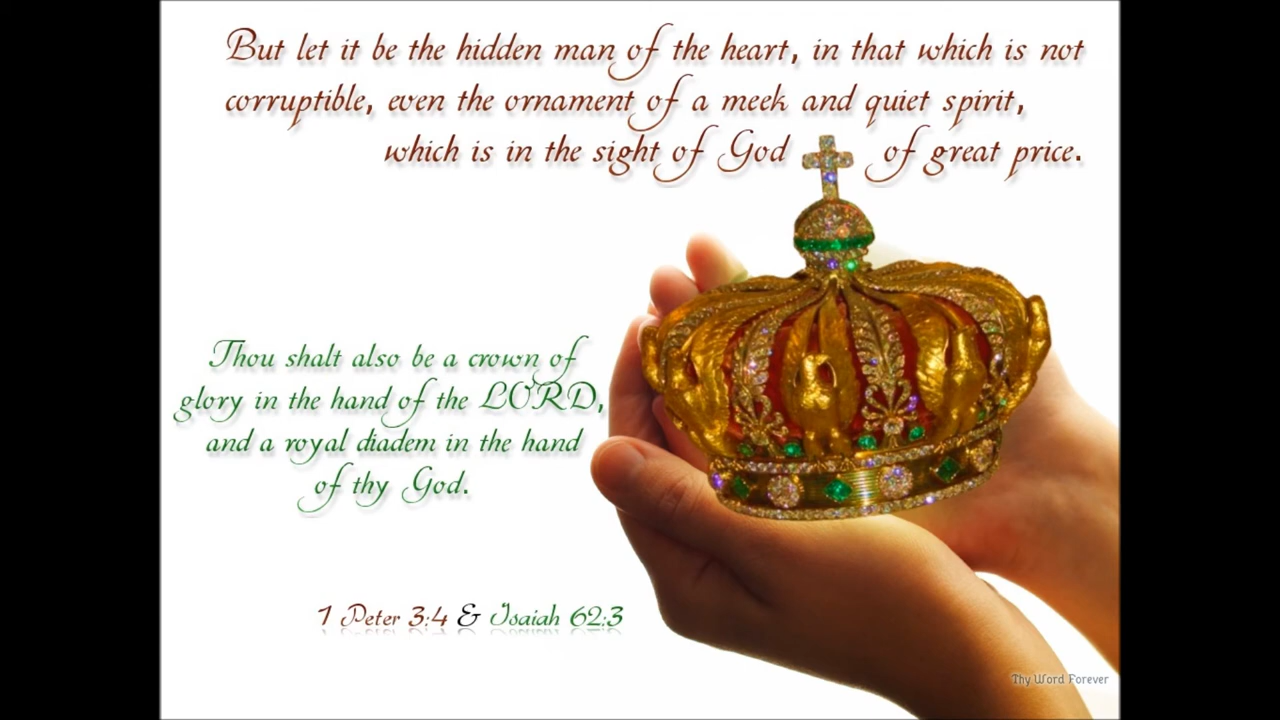 But let it be the hidden man of the heart, in that which is not
corruptible, even the ornament of a meek and quiet spirit,
which is in the sight of God of great price.
Thou shalt also be a crown of
glory in the hand of the LORD,
and a royal diadem in the hand
of thy God.
1 Peter 3:4 & Isaiah 62:3
Thy Word Forever